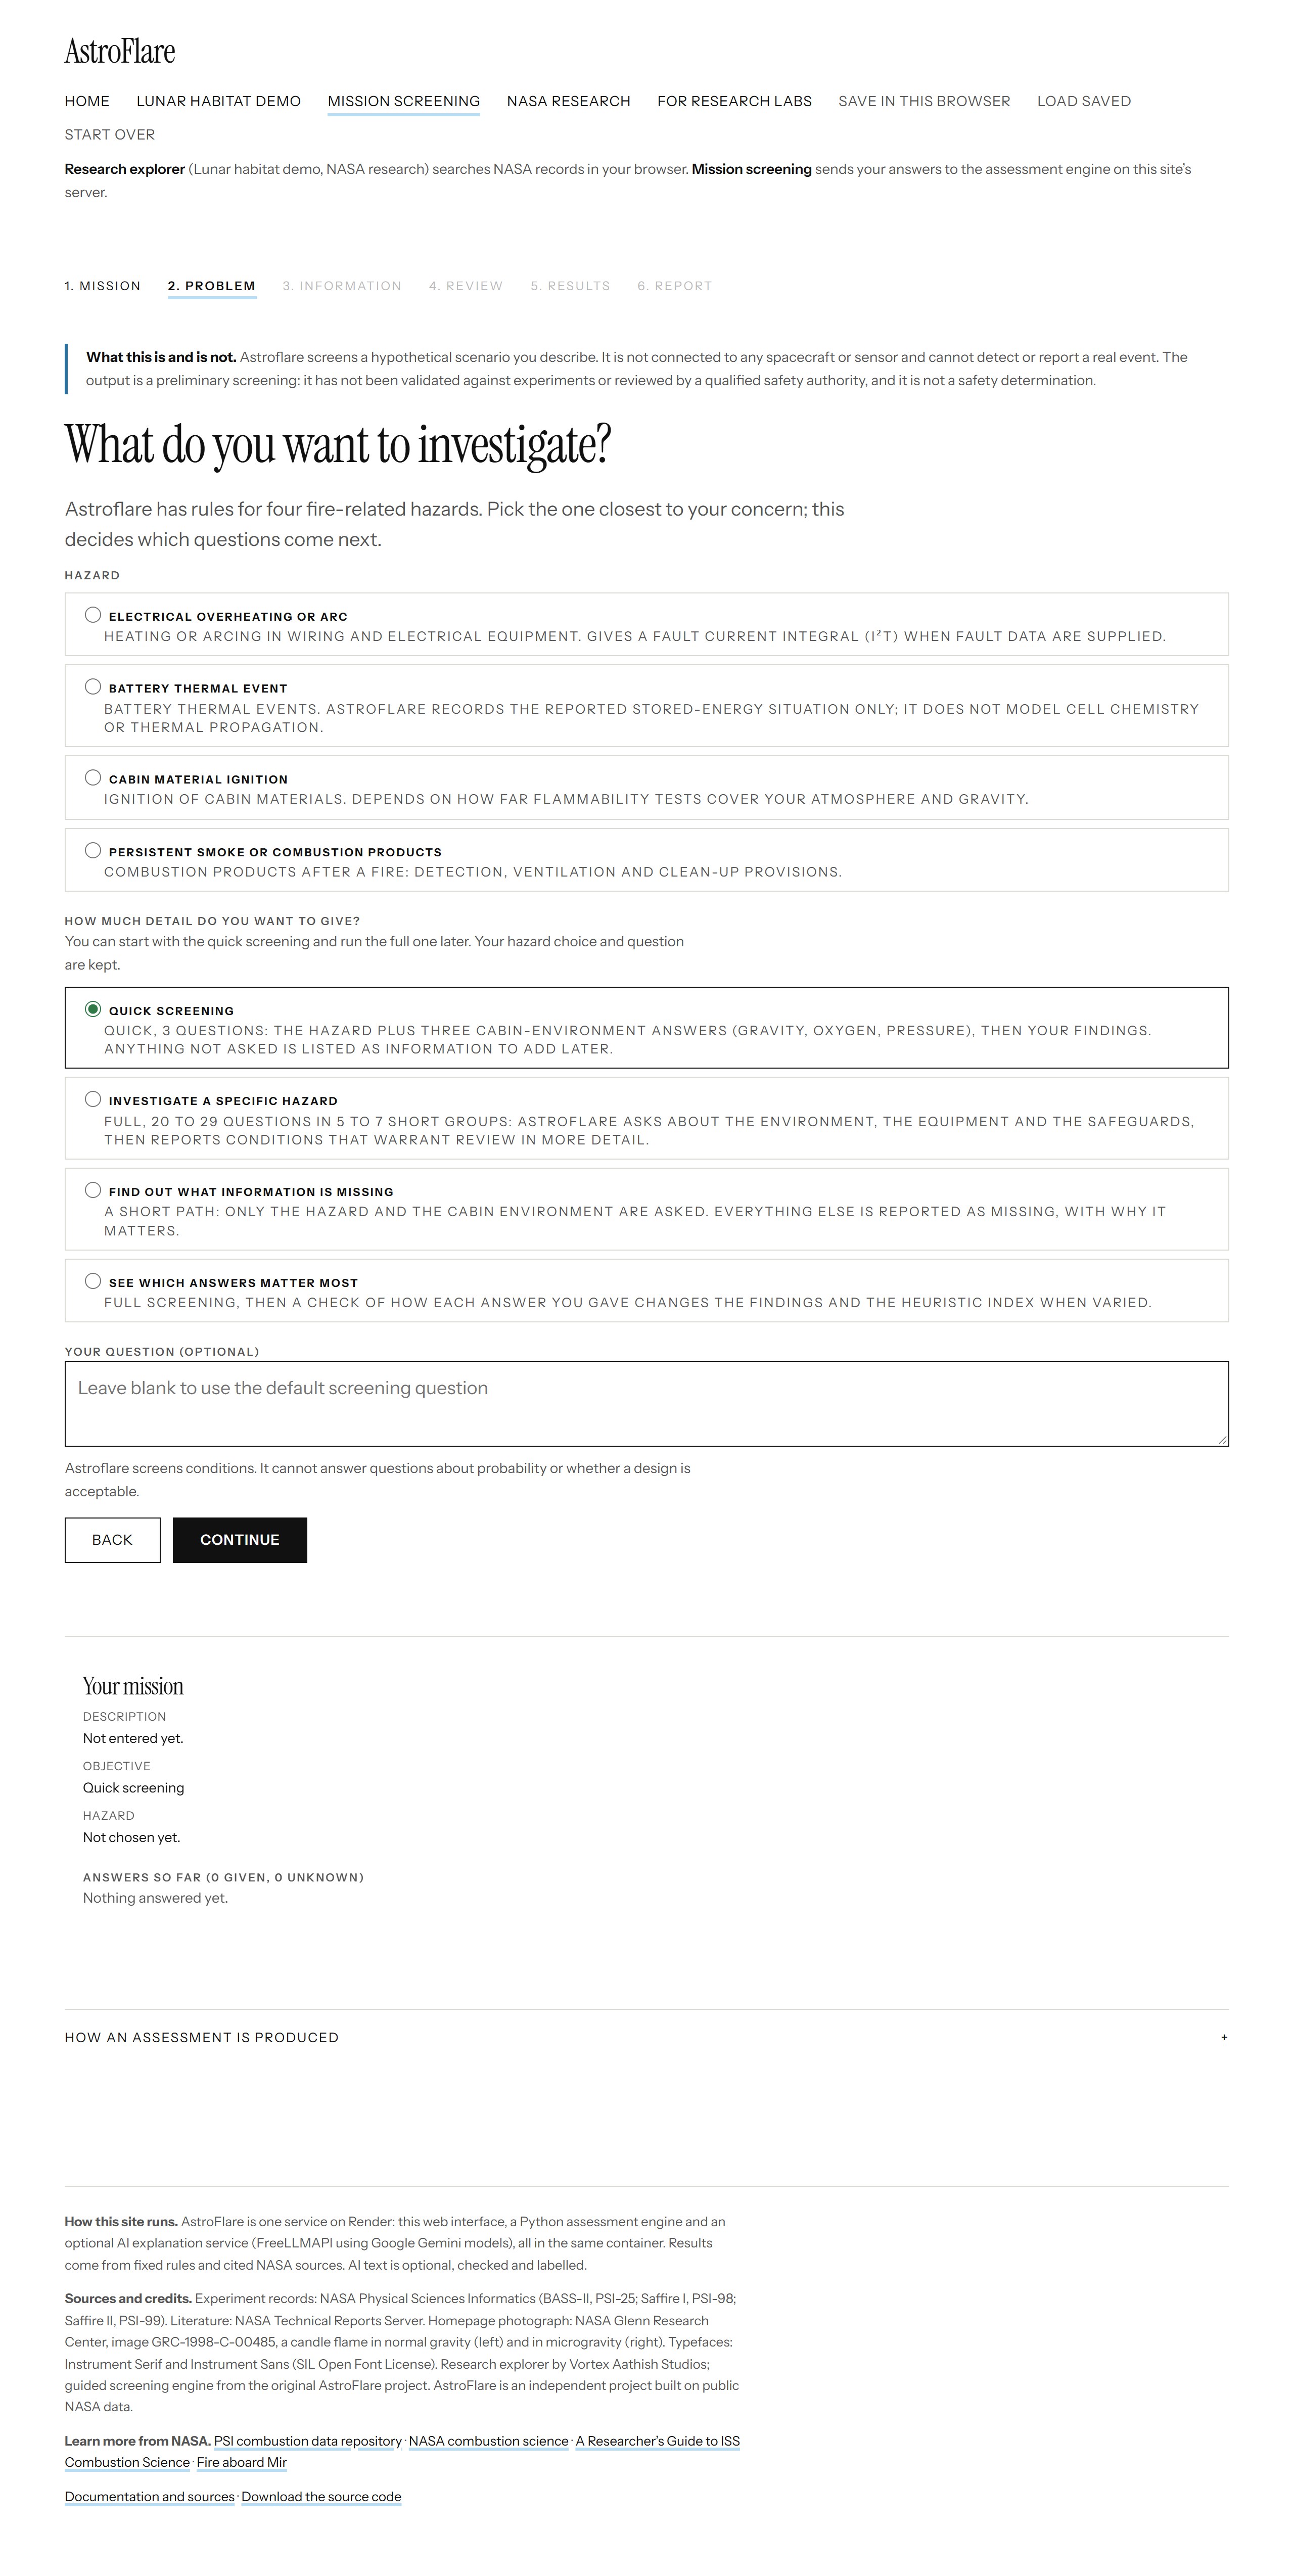 AstroFlare
HOME LUNAR HABITAT DEMO MISSION SCREENING NASA RESEARCH FOR RESEARCH LABS SAVE IN THIS BROWSER LOAD SAVED
START OVER
Research explorer (Lunar habitat demo, NASA research) searches NASA records in your browser. Mission screening sends your answers to the assessment engine on this site's
server.
1. MISSION 2. PROBLEM 3. INFORMATION 4. REVIEW 5. RESULTS 6. REPORT
What this is and is not. Astroflare screens a hypothetical scenario you describe. It is not connected to any spacecraft or sensor and cannot detect or report a real event. The
output is a preliminary screening: it has not been validated against experiments or reviewed by a qualified safety authority, and it is not a safety determination.
What do you want to investigate?
Astroflare has rules for four fire-related hazards. Pick the one closest to your concern; this
decides which questions come next.
HAZARD
ELECTRICAL OVERHEATING OR ARC
HEATING OR ARCING IN WIRING AND ELECTRICAL EQUIPMENT. GIVES A FAULT CURRENT INTEGRAL (I²T) WHEN FAULT DATA ARE SUPPLIED.
BATTERY THERMAL EVENT
BATTERY THERMAL EVENTS. ASTROFLARE RECORDS THE REPORTED STORED-ENERGY SITUATION ONLY; IT DOES NOT MODEL CELL CHEMISTRY
OR THERMAL PROPAGATION.
CABIN MATERIAL IGNITION
IGNITION OF CABIN MATERIALS. DEPENDS ON HOW FAR FLAMMABILITY TESTS COVER YOUR ATMOSPHERE AND GRAVITY.
PERSISTENT SMOKE OR COMBUSTION PRODUCTS
COMBUSTION PRODUCTS AFTER A FIRE: DETECTION, VENTILATION AND CLEAN-UP PROVISIONS.
HOW MUCH DETAIL DO YOU WANT TO GIVE?
You can start with the quick screening and run the full one later. Your hazard choice and question
are kept.
QUICK SCREENING
QUICK, 3 QUESTIONS: THE HAZARD PLUS THREE CABIN-ENVIRONMENT ANSWERS (GRAVITY, OXYGEN, PRESSURE), THEN YOUR FINDINGS.
ANYTHING NOT ASKED IS LISTED AS INFORMATION TO ADD LATER.
INVESTIGATE A SPECIFIC HAZARD
FULL, 20 TO 29 QUESTIONS IN 5 TO 7 SHORT GROUPS: ASTROFLARE ASKS ABOUT THE ENVIRONMENT, THE EQUIPMENT AND THE SAFEGUARDS,
THEN REPORTS CONDITIONS THAT WARRANT REVIEW IN MORE DETAIL.
FIND OUT WHAT INFORMATION IS MISSING
A SHORT PATH: ONLY THE HAZARD AND THE CABIN ENVIRONMENT ARE ASKED. EVERYTHING ELSE IS REPORTED AS MISSING, WITH WHY IT
MATTERS.
SEE WHICH ANSWERS MATTER MOST
FULL SCREENING, THEN A CHECK OF HOW EACH ANSWER YOU GAVE CHANGES THE FINDINGS AND THE HEURISTIC INDEX WHEN VARIED.
YOUR QUESTION (OPTIONAL)
Leave blank to use the default screening question
Astroflare screens conditions. It cannot answer questions about probability or whether a design is
acceptable.
BACK CONTINUE
Your mission
DESCRIPTION
Not entered yet.
OBJECTIVE
Quick screening
HAZARD
Not chosen yet.
ANSWERS SO FAR (0 GIVEN, 0 UNKNOWN)
Nothing answered yet.
HOW AN ASSESSMENT IS PRODUCED +
How this site runs. AstroFlare is one service on Render: this web interface, a Python assessment engine and an
optional AI explanation service (FreeLLMAPI using Google Gemini models), all in the same container. Results
come from fixed rules and cited NASA sources. AI text is optional, checked and labelled.
Sources and credits. Experiment records: NASA Physical Sciences Informatics (BASS-II, PSI-25; Saffire I, PSI-98;
Saffire II, PSI-99). Literature: NASA Technical Reports Server. Homepage photograph: NASA Glenn Research
Center, image GRC-1998-C-00485, a candle flame in normal gravity (left) and in microgravity (right). Typefaces:
Instrument Serif and Instrument Sans (SIL Open Font License). Research explorer by Vortex Aathish Studios;
guided screening engine from the original AstroFlare project. AstroFlare is an independent project built on public
NASA data.
Learn more from NASA. PSI combustion data repository · NASA combustion science · A Researcher's Guide to ISS
Combustion Science · Fire aboard Mir
Documentation and sources · Download the source code